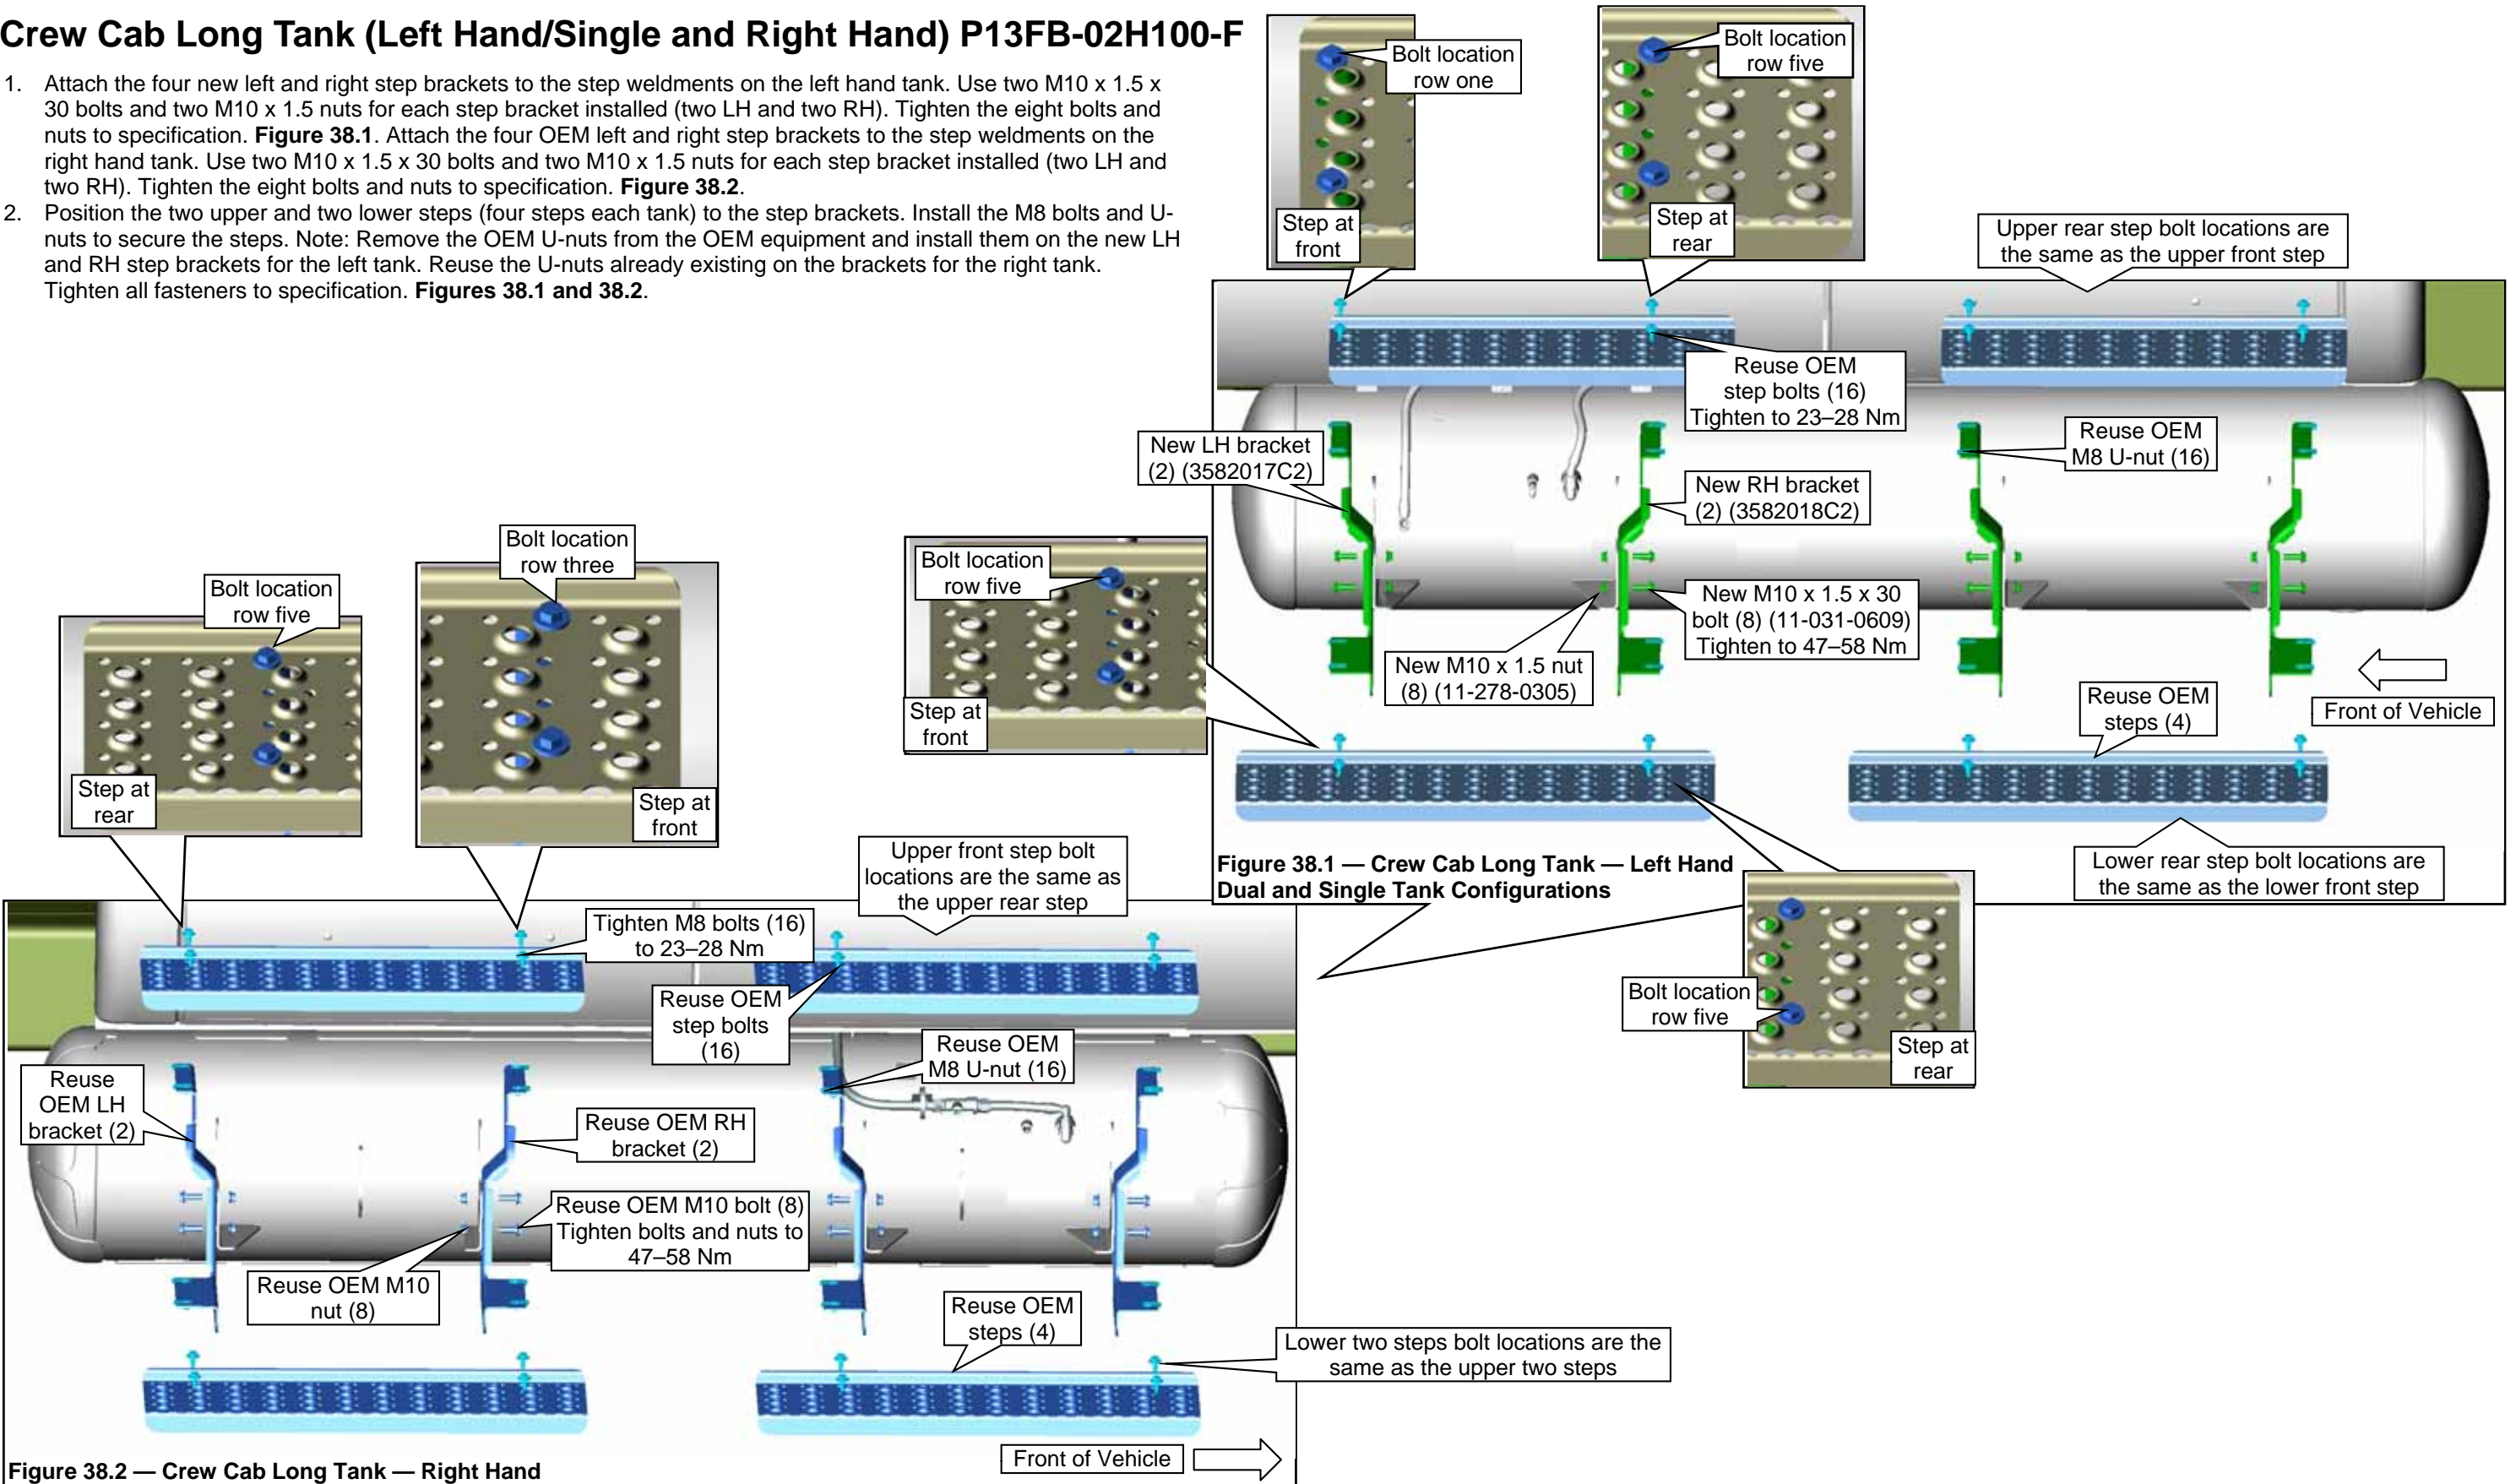 Crew Cab Long Tank (Left Hand/Single and Right Hand) P13FB-02H100-F
1. Attach the four new left and right step brackets to the step weldments on the left hand tank. Use two M10 x 1.5 x
30 bolts and two M10 x 1.5 nuts for each step bracket installed (two LH and two RH). Tighten the eight bolts and
nuts to specification. Figure 38.1. Attach the four OEM left and right step brackets to the step weldments on the
right hand tank. Use two M10 x 1.5 x 30 bolts and two M10 x 1.5 nuts for each step bracket installed (two LH and
two RH). Tighten the eight bolts and nuts to specification. Figure 38.2.
2. Position the two upper and two lower steps (four steps each tank) to the step brackets. Install the M8 bolts and U-
nuts to secure the steps. Note: Remove the OEM U-nuts from the OEM equipment and install them on the new LH
and RH step brackets for the left tank. Reuse the U-nuts already existing on the brackets for the right tank.
Tighten all fasteners to specification. Figures 38.1 and 38.2.
Bolt location
row one
Step at
front
Bolt location
row five
Step at
rear
Upper rear step bolt locations are
the same as the upper front step
Reuse OEM
step bolts (16)
Tighten to 23–28 Nm
New LH bracket
(2) (3582017C2)
Reuse OEM
M8 U-nut (16)
New RH bracket
(2) (3582018C2)
Bolt location
row five
Step at
front
New M10 x 1.5 x 30
bolt (8) (11-031-0609)
Tighten to 47–58 Nm
New M10 x 1.5 nut
(8) (11-278-0305)
Reuse OEM
steps (4)
Front of Vehicle
Figure 38.1 — Crew Cab Long Tank — Left Hand
Dual and Single Tank Configurations
Lower rear step bolt locations are
the same as the lower front step
Bolt location
row five
Step at
rear
Bolt location
row five
Step at
rear
Bolt location
row three
Step at
front
Upper front step bolt
locations are the same as
the upper rear step
Tighten M8 bolts (16)
to 23–28 Nm
Reuse OEM
step bolts
(16)
Reuse OEM
M8 U-nut (16)
Reuse
OEM LH
bracket (2)
Reuse OEM RH
bracket (2)
Reuse OEM M10 bolt (8)
Tighten bolts and nuts to
47–58 Nm
Reuse OEM M10
nut (8)
Reuse OEM
steps (4)
Lower two steps bolt locations are the
same as the upper two steps
Front of Vehicle
Figure 38.2 — Crew Cab Long Tank — Right Hand